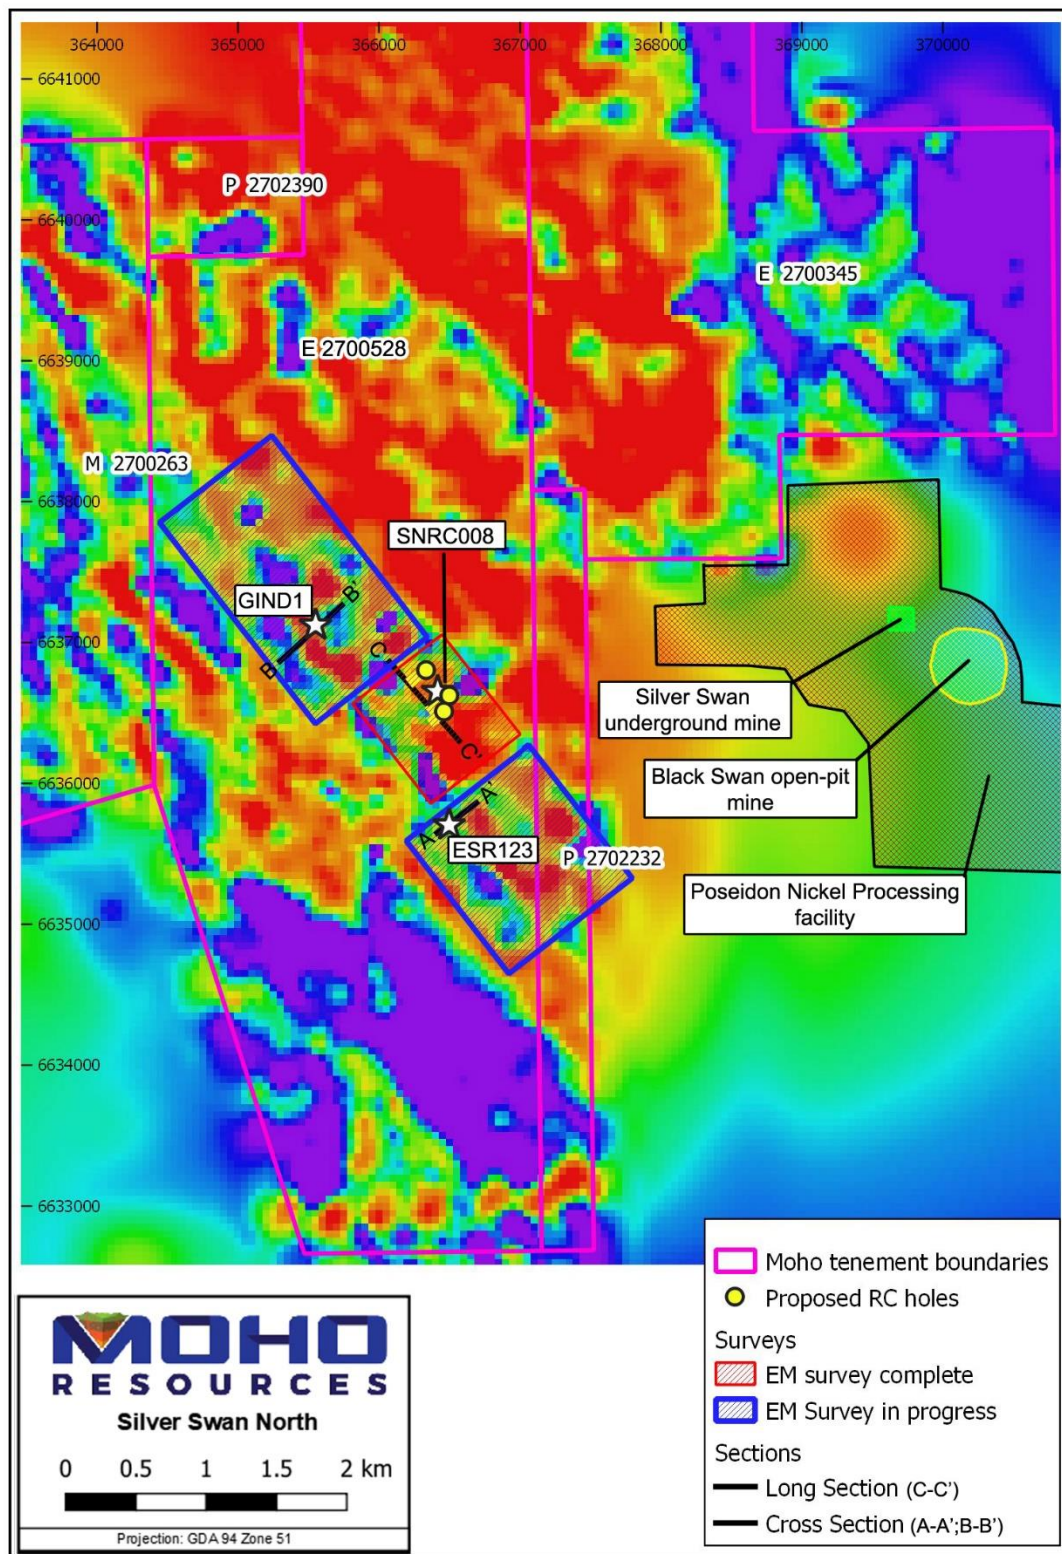 364000 365000 366000 367000 368000 369000 370000
6641000
P 2702390
6640000
E 2700345
E 2700528
6639000
M 2700263
6638000
SNRC008
GIND1
B'
B
C
C'
6637000
Silver Swan
underground mine
Black Swan open-pit
mine
6636000
A'
A
ESR123
P 2702232
Poseidon Nickel Processing
facility
6635000
6634000
6633000
MOHO
RESOURCES
Silver Swan North
0 0.5 1 1.5 2 km
Projection: GDA 94 Zone 51
Moho tenement boundaries
Proposed RC holes
Surveys
EM survey complete
EM Survey in progress
Sections
Long Section (C-C’)
Cross Section (A-A’;B-B’)